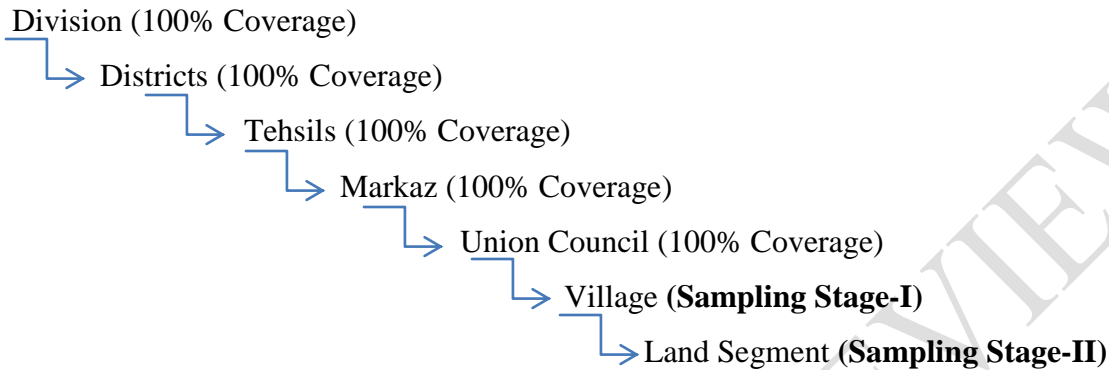 Division (100% Coverage)
Districts (100% Coverage)
Tehsils (100% Coverage)
Markaz (100% Coverage)
Union Council (100% Coverage)
Village (Sampling Stage-I)
Land Segment (Sampling Stage-II)